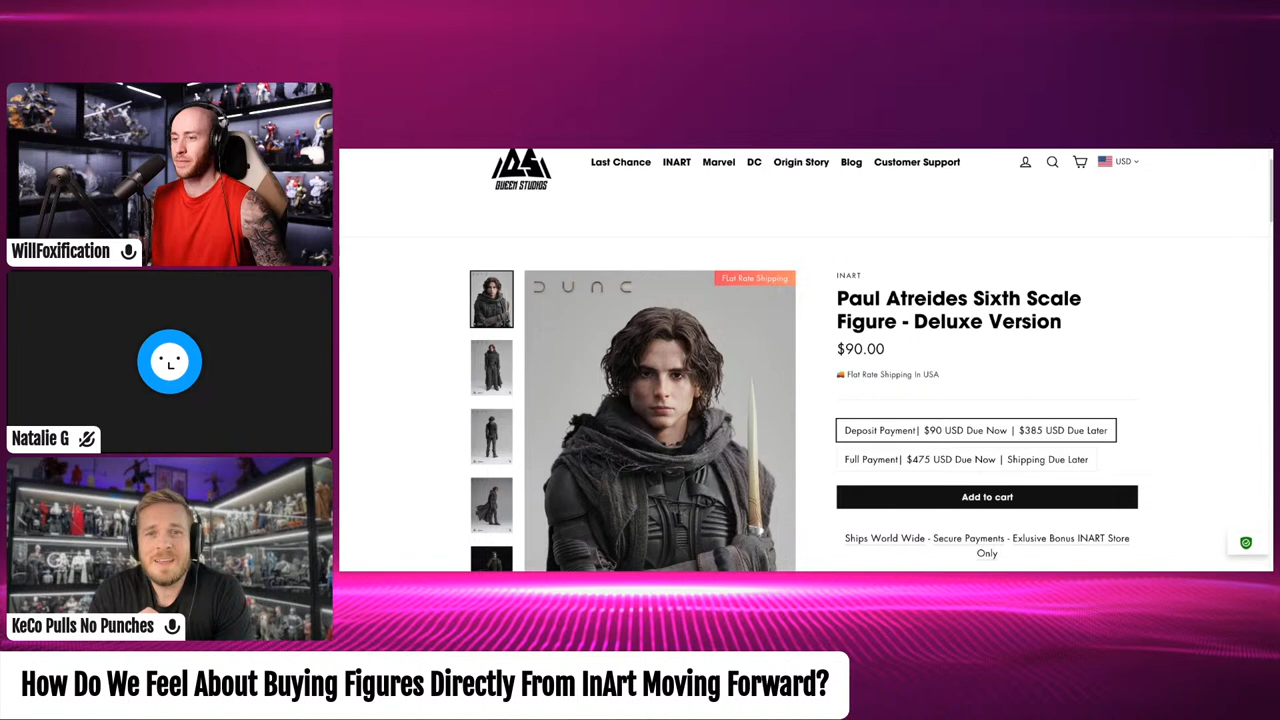 WillFoxification
Natalie G
KeCo Pulls No Punches
QUEEN STUDIOS
Last Chance INART Marvel DC Origin Story Blog Customer Support
USD
DUNE
FLat Rate Shipping
INART
Paul Atreides Sixth Scale
Figure - Deluxe Version
$90.00
Flat Rate Shipping In USA
Deposit Payment| $90 USD Due Now | $385 USD Due Later
Full Payment| $475 USD Due Now | Shipping Due Later
Add to cart
Ships World Wide - Secure Payments - Exlusive Bonus INART Store
Only
How Do We Feel About Buying Figures Directly From InArt Moving Forward?